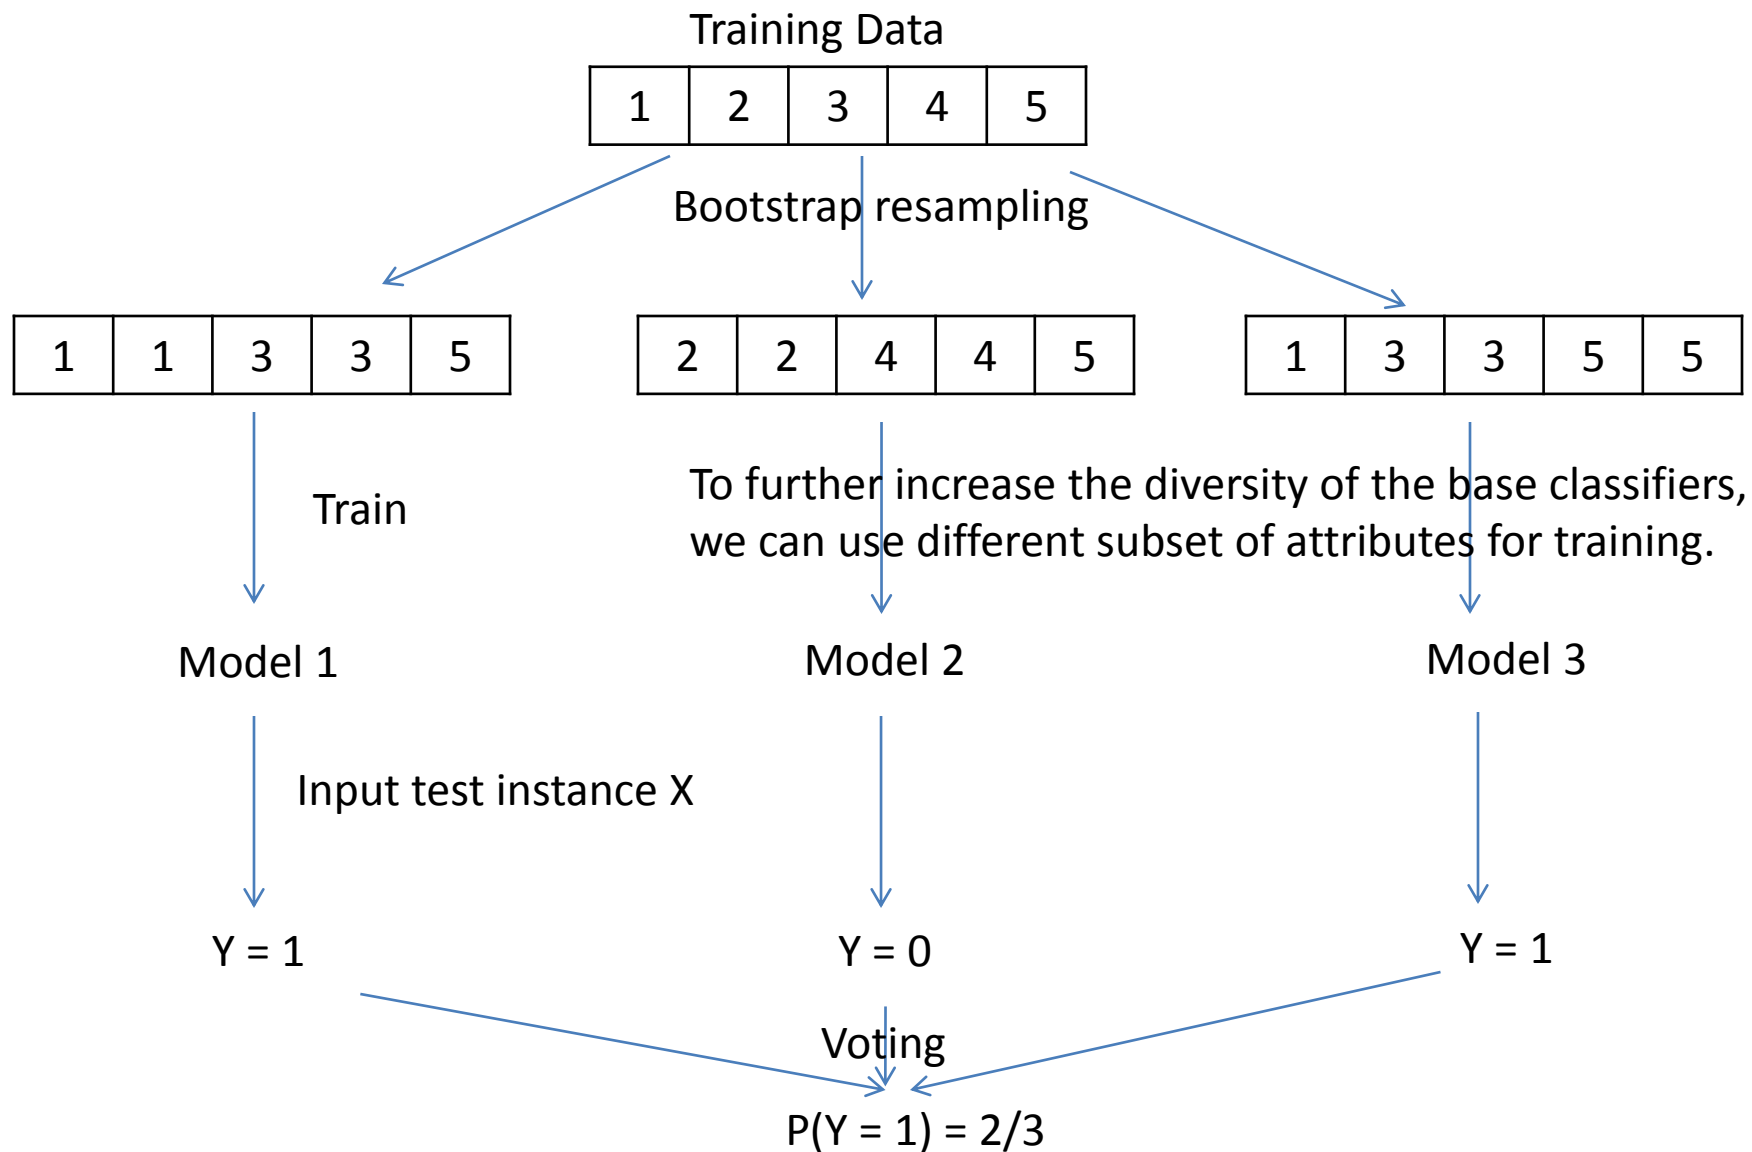 Training Data
1 2 3 4 5
Bootstrap resampling
1 1 3 3 5
2 2 4 4 5
1 3 3 5 5
Train
To further increase the diversity of the base classifiers,
we can use different subset of attributes for training.
Model 1
Model 2
Model 3
Input test instance X
Y = 1
Y = 0
Y = 1
Voting
P(Y = 1) = 2/3